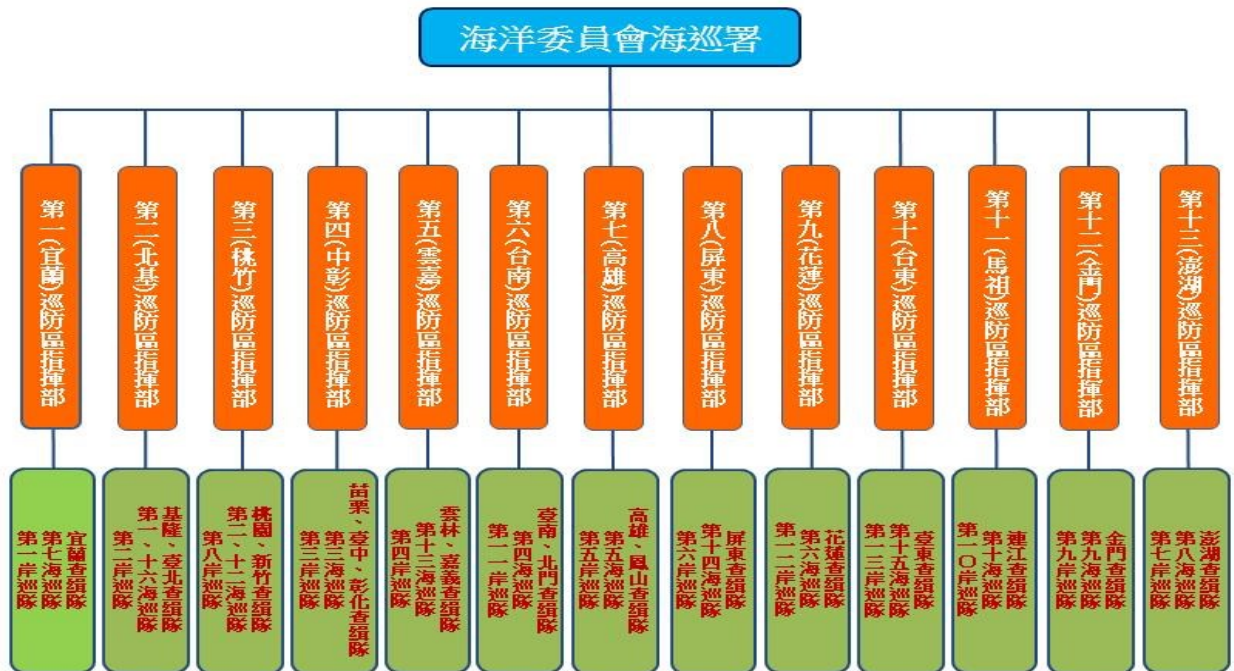 海洋委員會海巡署
第一(宜蘭)巡防區指揮部
第二(北基)巡防區指揮部
第三(桃竹)巡防區指揮部
第四(中彰)巡防區指揮部
第五(雲嘉)巡防區指揮部
第六(台南)巡防區指揮部
第七(高雄)巡防區指揮部
第八(屏東)巡防區指揮部
第九(花蓮)巡防區指揮部
第十(台東)巡防區指揮部
第十一(馬祖)巡防區指揮部
第十二(金門)巡防區指揮部
第十三(澎湖)巡防區指揮部
宜蘭查緝隊
第七海巡隊
第一岸巡隊
基隆、臺北查緝隊
第一、十六海巡隊
第二岸巡隊
桃園、新竹查緝隊
第二、十二海巡隊
第八岸巡隊
苗栗、臺中、彰化查緝隊
第三海巡隊
第三岸巡隊
雲林、嘉義查緝隊
第十三海巡隊
第四岸巡隊
臺南、北門查緝隊
第四海巡隊
第一一岸巡隊
高雄、鳳山查緝隊
第五海巡隊
第五岸巡隊
屏東查緝隊
第十四海巡隊
第六岸巡隊
花蓮查緝隊
第六海巡隊
第一二岸巡隊
臺東查緝隊
第十五海巡隊
第一三岸巡隊
連江查緝隊
第十海巡隊
第一〇岸巡隊
金門查緝隊
第九海巡隊
第九岸巡隊
澎湖查緝隊
第八海巡隊
第七岸巡隊